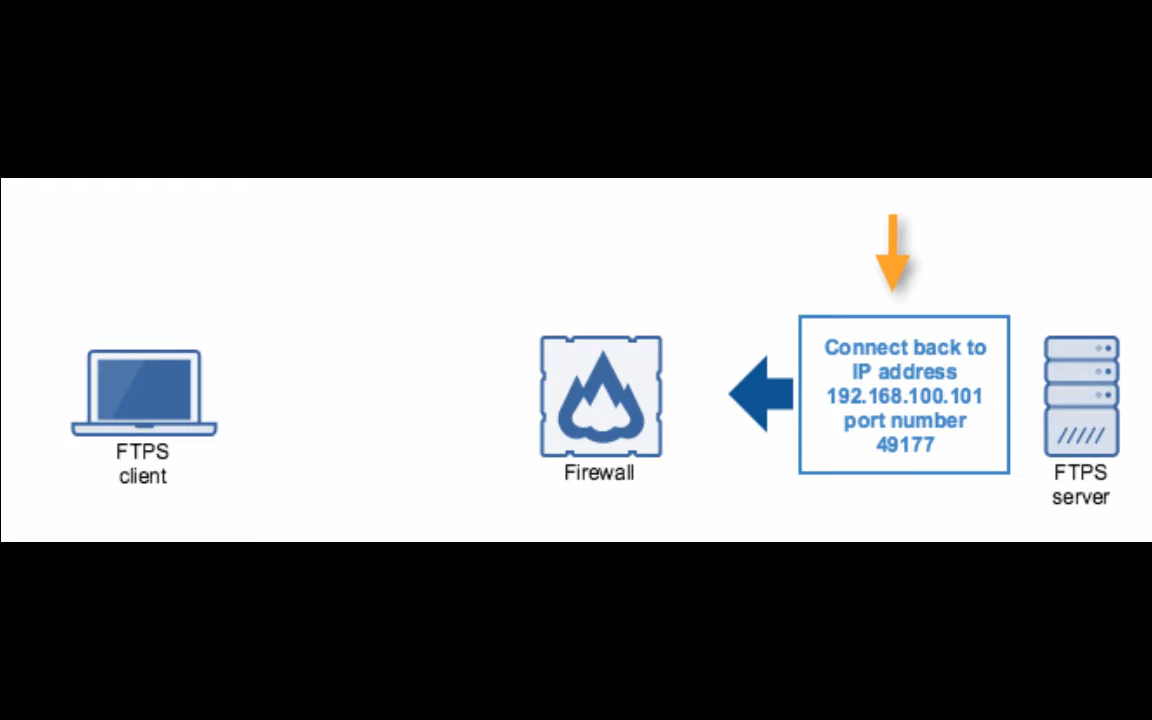 Connect back to
IP address
192.168.100.101
port number
49177
FTPS
client
Firewall
FTPS
server